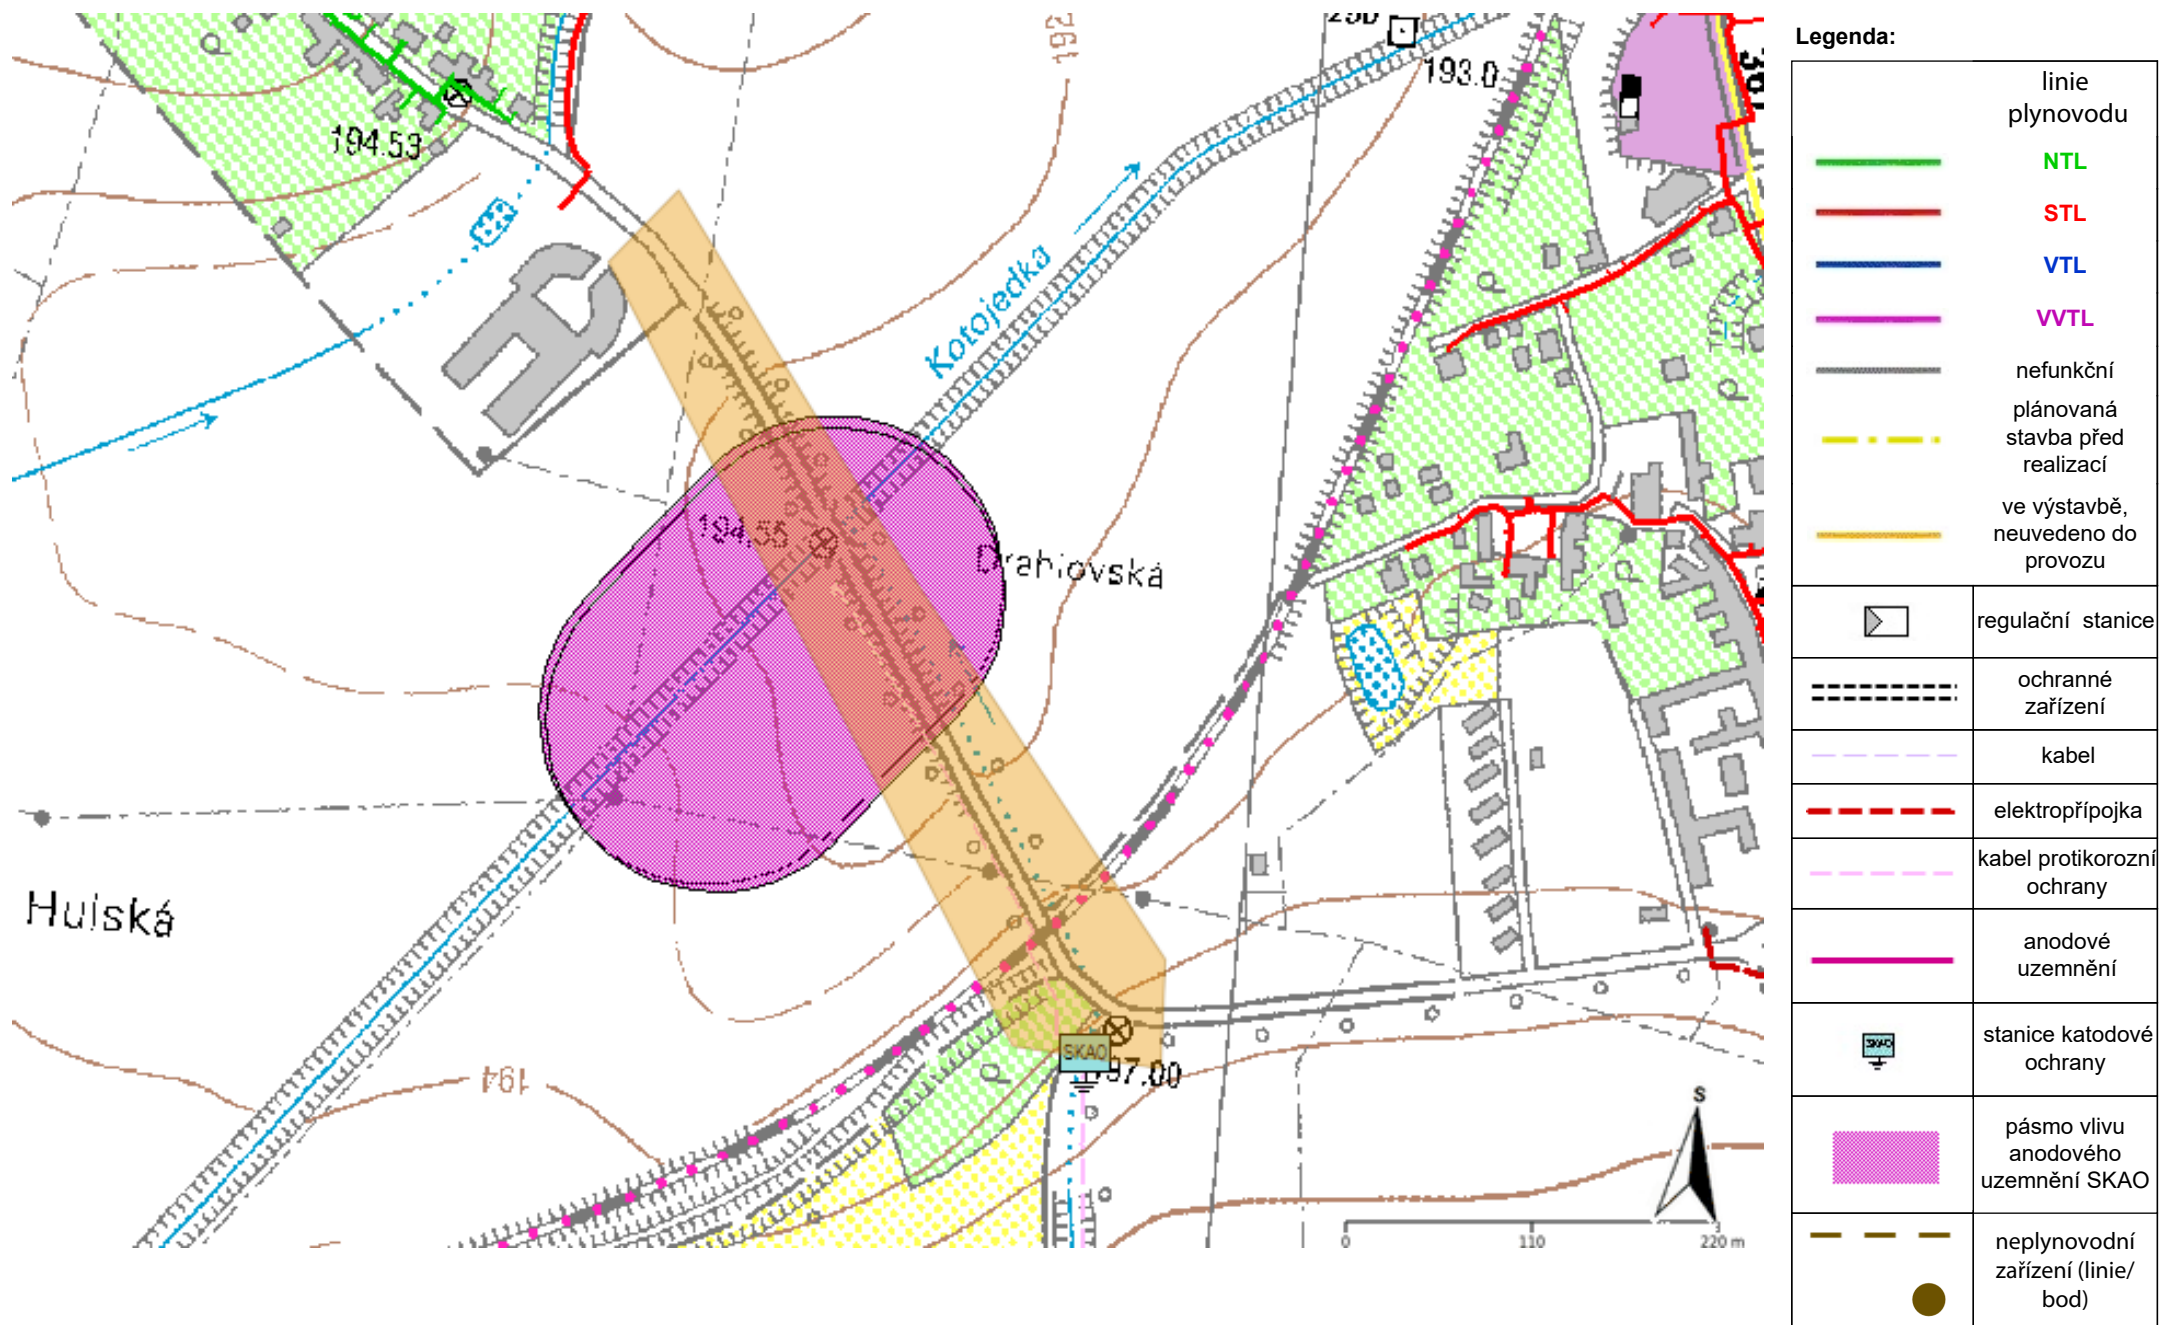 194.53
192
193.0
Kotojedka
194.55
Hulská
194
SKAO
197.00
S
0
110
220 m
Legenda:
linie
plynovodu
NTL
STL
VTL
VVTL
nefunkční
plánovaná
stavba před
realizací
ve výstavbě,
neuvedeno do
provozu
regulační stanice
ochranné
zařízení
kabel
elektropřípojka
kabel protikorozní
ochrany
anodové
uzemnění
SKAO
stanice katodové
ochrany
pásmo vlivu
anodového
uzemnění SKAO
neplynovodní
zařízení (linie/
bod)